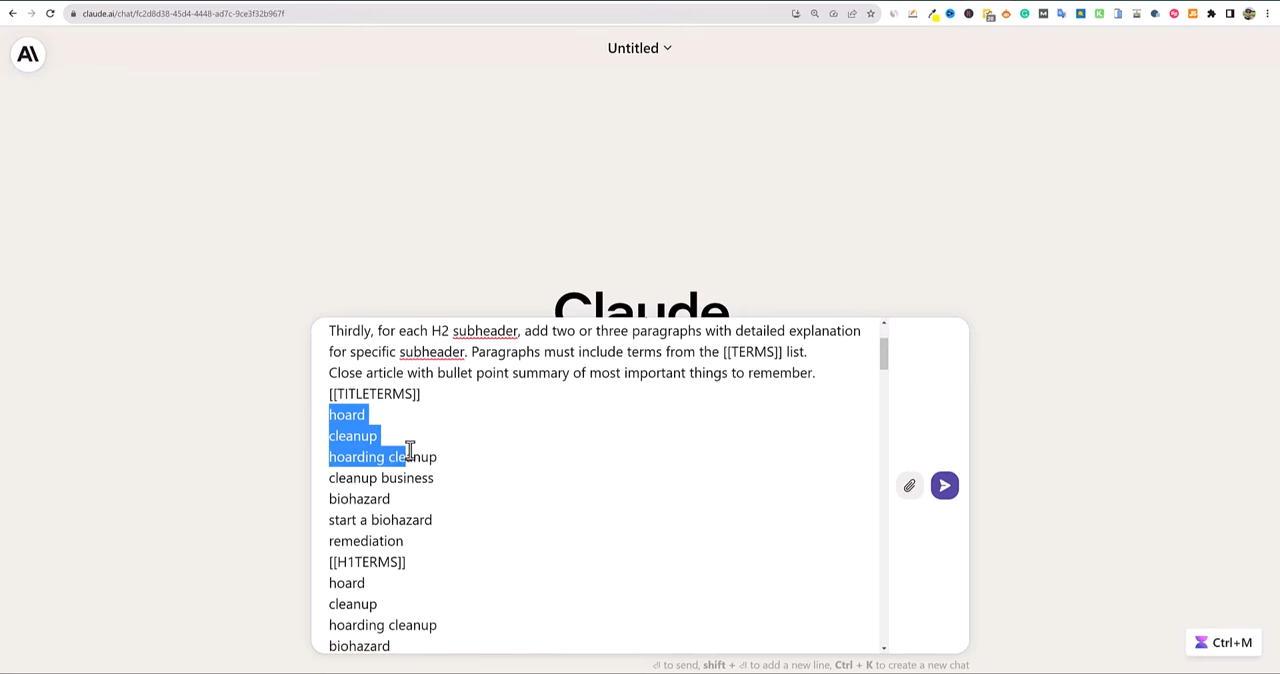 claude.ai/chat/fc2d8d38-45d4-4448-ad7c-9ce3f32b967f
Untitled
Claude
Thirdly, for each H2 subheader, add two or three paragraphs with detailed explanation
for specific subheader. Paragraphs must include terms from the [[TERMS]] list.
Close article with bullet point summary of most important things to remember.
[[TITLETERMS]]
hoard
cleanup
hoarding cleanup
cleanup business
biohazard
start a biohazard
remediation
[[H1TERMS]]
hoard
cleanup
hoarding cleanup
biohazard
Ctrl+M
⏎ to send, shift + ⏎ to add a new line, Ctrl + K to create a new chat